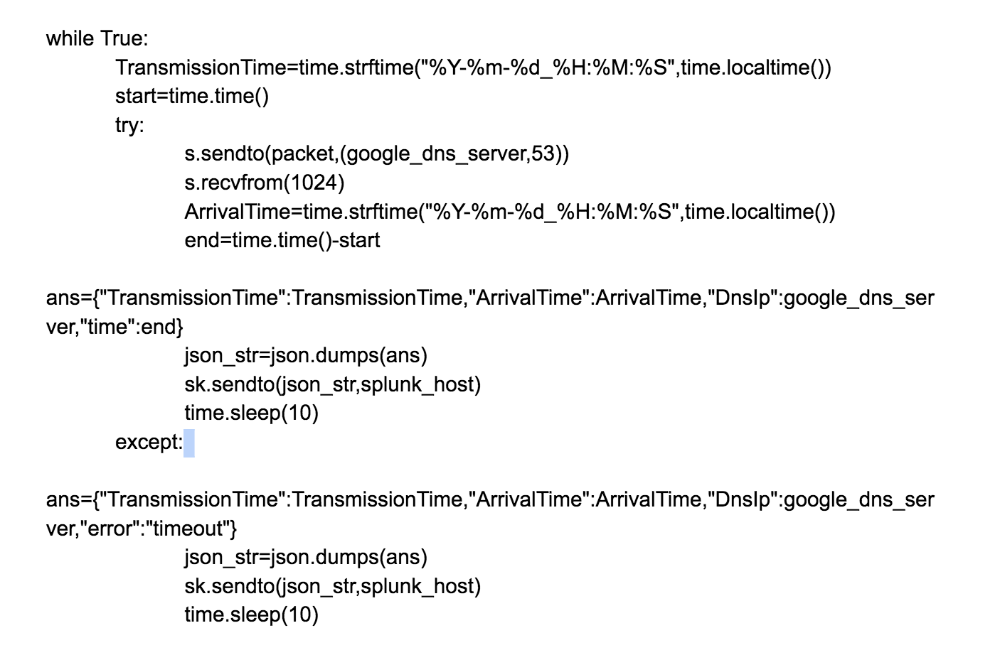 while True:
TransmissionTime=time.strftime("%Y-%m-%d_%H:%M:%S",time.localtime())
start=time.time()
try:
s.sendto(packet,(google_dns_server,53))
s.recvfrom(1024)
ArrivalTime=time.strftime("%Y-%m-%d_%H:%M:%S",time.localtime())
end=time.time()-start
ans={"TransmissionTime":TransmissionTime,"ArrivalTime":ArrivalTime,"DnsIp":google_dns_ser
ver,"time":end}
json_str=json.dumps(ans)
sk.sendto(json_str,splunk_host)
time.sleep(10)
except:
ans={"TransmissionTime":TransmissionTime,"ArrivalTime":ArrivalTime,"DnsIp":google_dns_ser
ver,"error":"timeout"}
json_str=json.dumps(ans)
sk.sendto(json_str,splunk_host)
time.sleep(10)